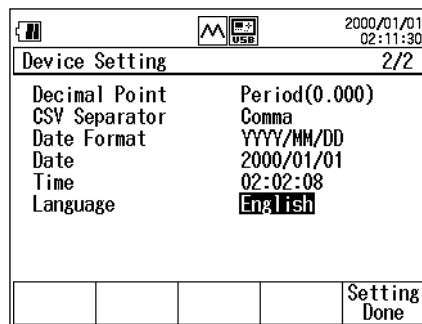 USB
2000/01/01
02:11:30
Device Setting 2/2
Decimal Point Period(0.000)
CSV Separator Comma
Date Format YYYY/MM/DD
Date 2000/01/01
Time 02:02:08
Language English
Setting
Done